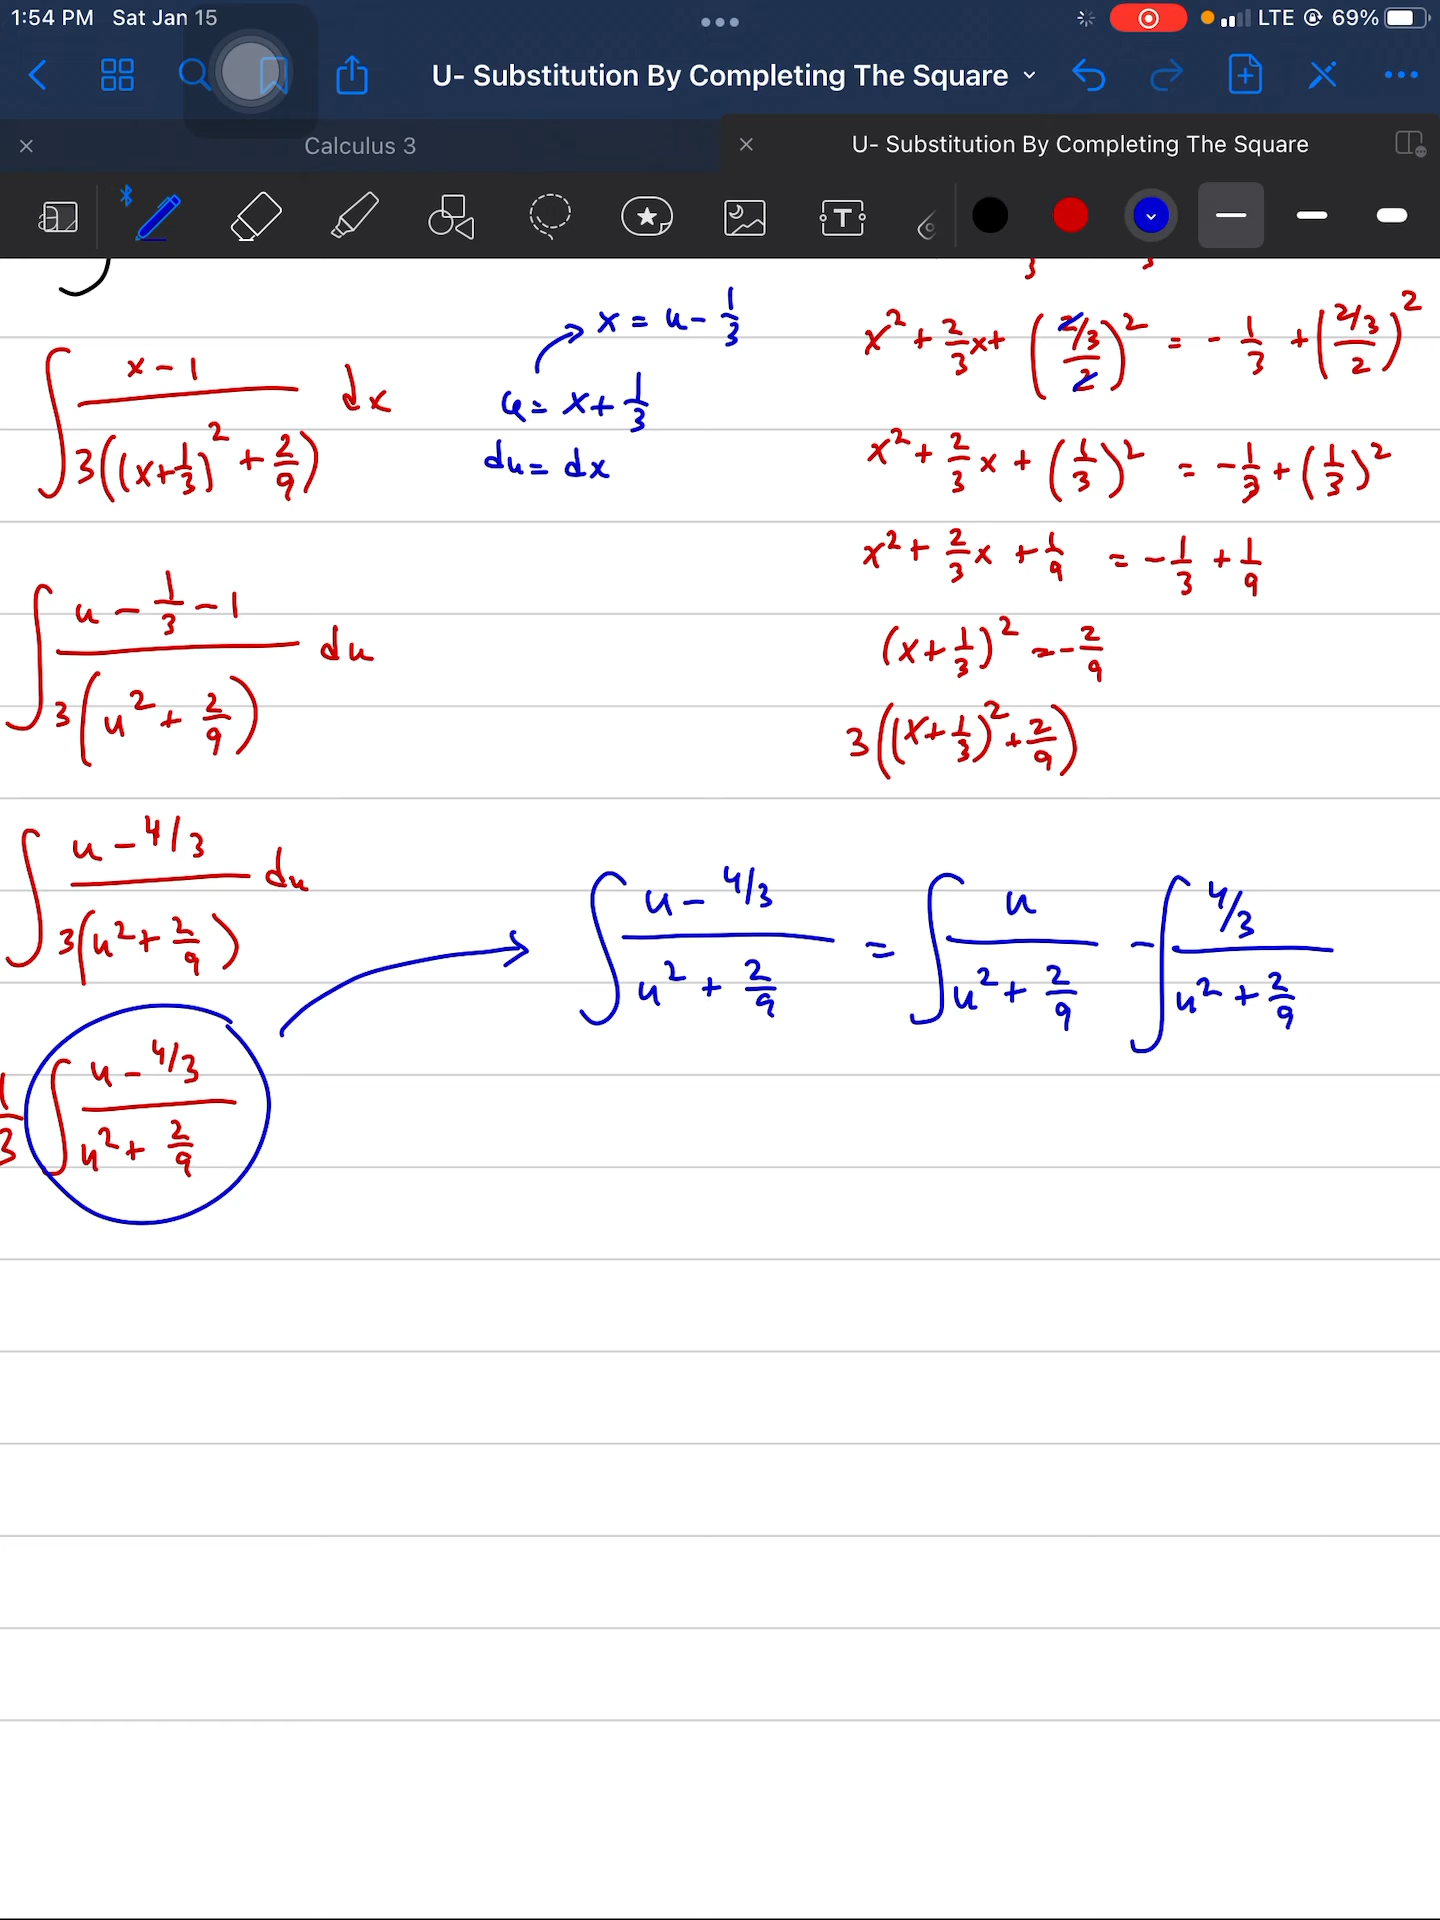 1:54 PM Sat Jan 15
LTE 69%
U- Substitution By Completing The Square
Calculus 3
U- Substitution By Completing The Square
T
x = u - 1/3
u = x + 1/3
du = dx
∫ (x - 1) / (3((x + 1/3)² + 2/9)) dx
∫ (u - 1/3 - 1) / (3(u² + 2/9)) du
∫ (u - 4/3) / (3(u² + 2/9)) du
1/3 ∫ (u - 4/3) / (u² + 2/9)
x² + 2/3 x + ((2/3)/2)² = - 1/3 + ((2/3)/2)²
x² + 2/3 x + (1/3)² = - 1/3 + (1/3)²
x² + 2/3 x + 1/9 = - 1/3 + 1/9
(x + 1/3)² = - 2/9
3((x + 1/3)² + 2/9)
∫ (u - 4/3) / (u² + 2/9) = ∫ u / (u² + 2/9) - ∫ (4/3) / (u² + 2/9)